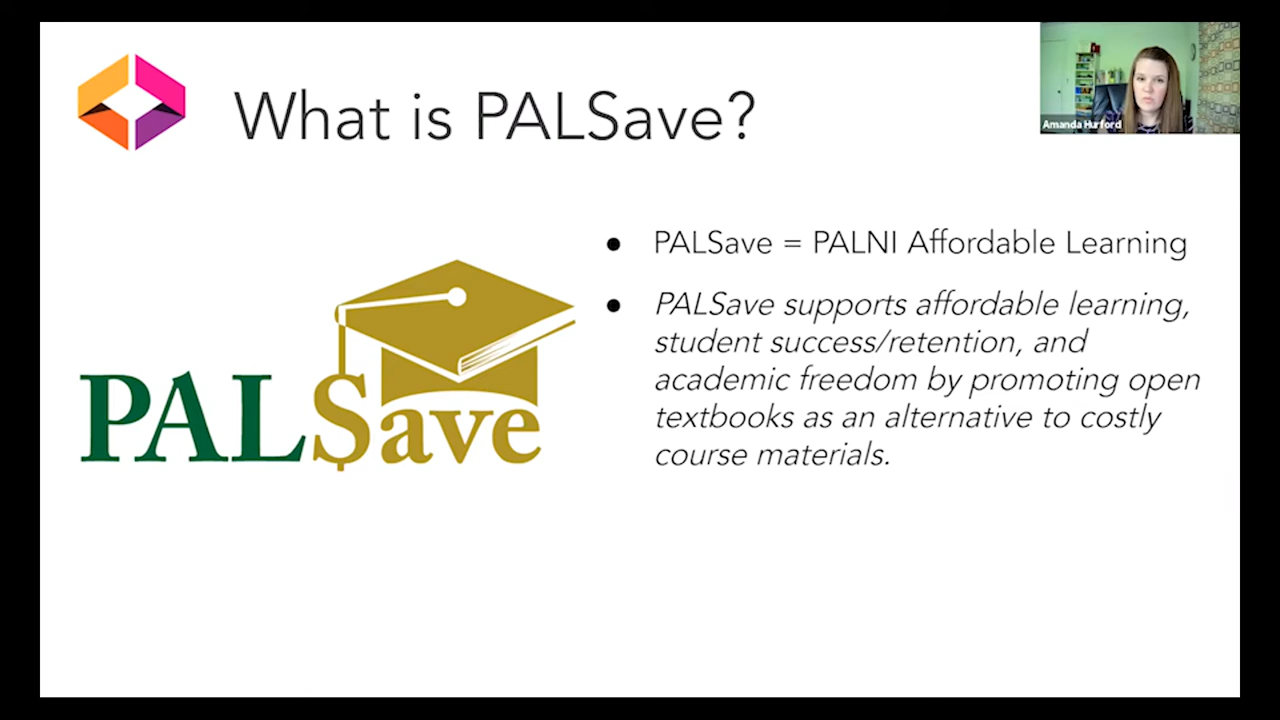 What is PALSave?
Amanda Hurford
PALSave
● PALSave = PALNI Affordable Learning
● PALSave supports affordable learning,
student success/retention, and
academic freedom by promoting open
textbooks as an alternative to costly
course materials.